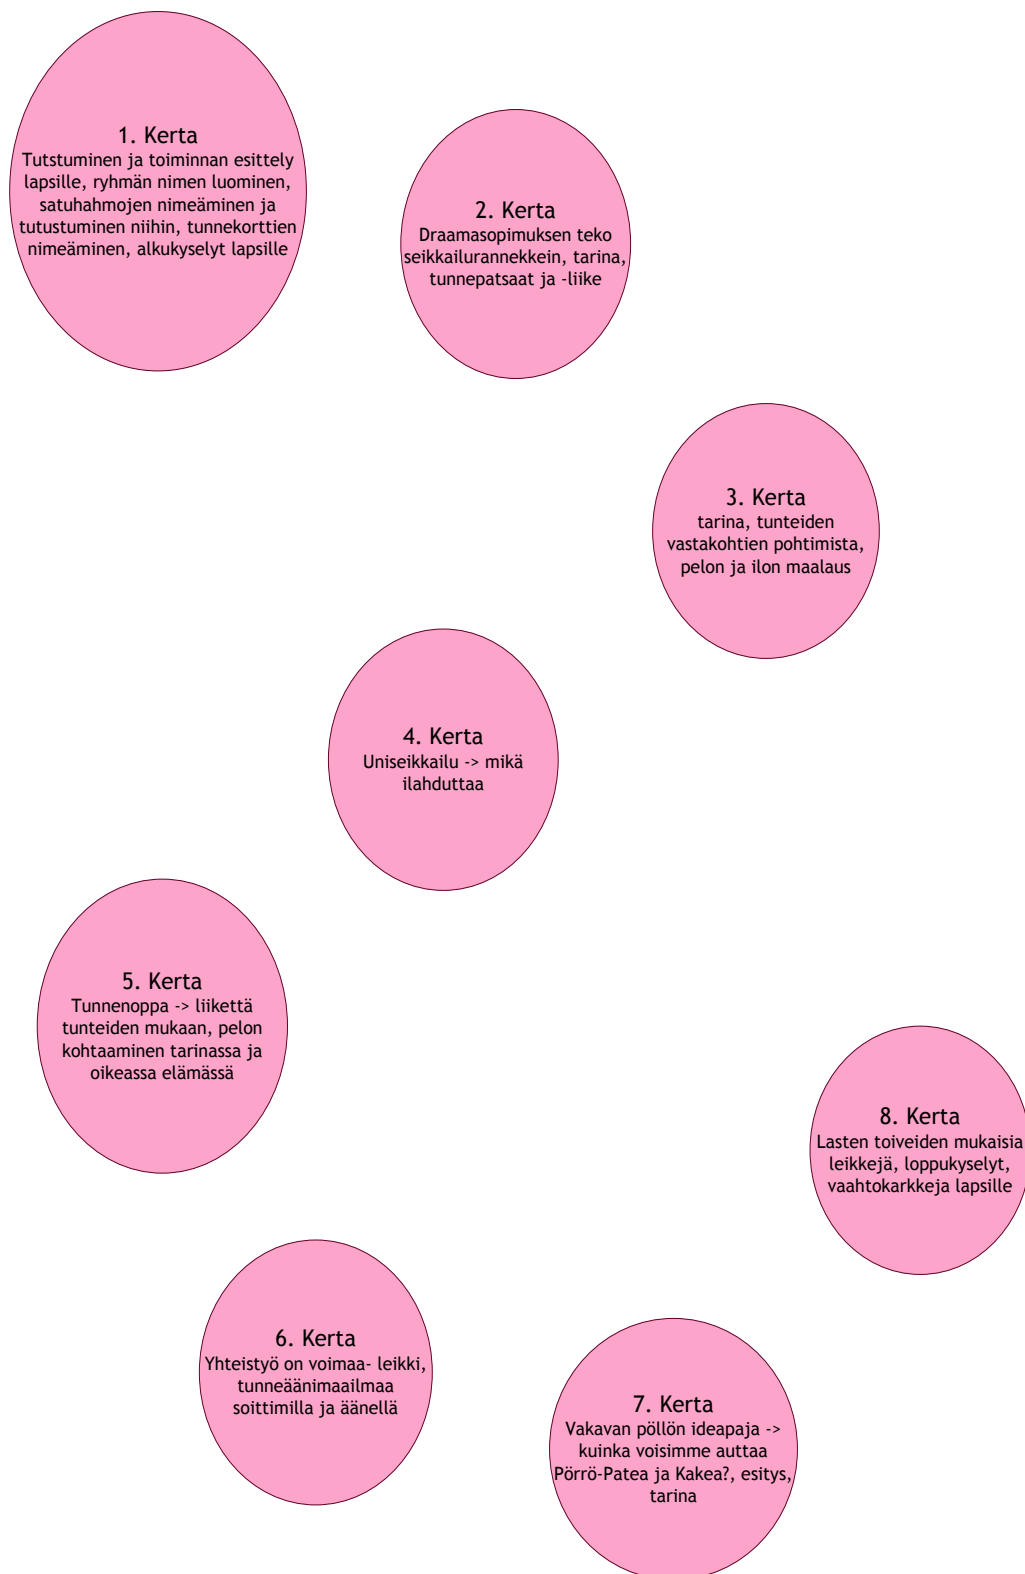 1. Kerta
Tutstuminen ja toiminnan esittely
lapsille, ryhmän nimen luominen,
satuhahmojen nimeäminen ja
tutustuminen niihin, tunnekorttien
nimeäminen, alkukyselyt lapsille
2. Kerta
Draamasopimuksen teko
seikkailurannekkein, tarina,
tunnepatsaat ja -liike
3. Kerta
tarina, tunteiden
vastakohtien pohtimista,
pelon ja ilon maalaus
4. Kerta
Uniseikkailu -> mikä
ilahduttaa
5. Kerta
Tunnenoppa -> liikettä
tunteiden mukaan, pelon
kohtaaminen tarinassa ja
oikeassa elämässä
6. Kerta
Yhteistyö on voimaa- leikki,
tunneäänimaailmaa
soittimilla ja äänellä
7. Kerta
Vakavan pöllön ideapaja ->
kuinka voisimme auttaa
Pörrö-Patea ja Kakea?, esitys,
tarina
8. Kerta
Lasten toiveiden mukaisia
leikkejä, loppukyselyt,
vaahtokarkkeja lapsille